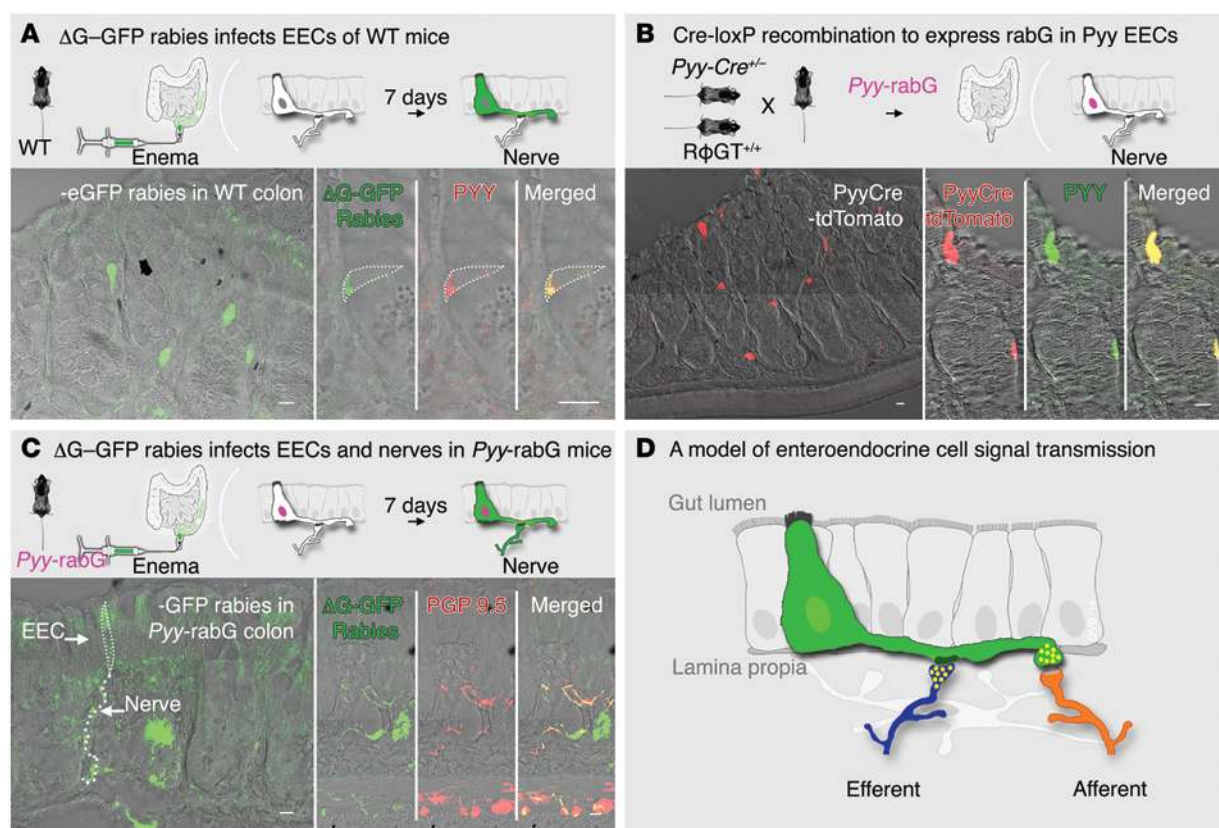 A ΔG–GFP rabies infects EECs of WT mice
WT
Enema
7 days
Nerve
-eGFP rabies in WT colon
ΔG-GFP
Rabies
PYY
Merged
B Cre-loxP recombination to express rabG in Pyy EECs
Pyy-Cre+/–
X
RΦGT+/+
Pyy-rabG
Nerve
PyyCre
-tdTomato
PyyCre
tdTomato
PYY
Merged
C ΔG–GFP rabies infects EECs and nerves in Pyy-rabG mice
Pyy-rabG
Enema
7 days
Nerve
-GFP rabies in
Pyy-rabG colon
EEC
Nerve
ΔG-GFP
Rabies
PGP 9.5
Merged
D A model of enteroendocrine cell signal transmission
Gut lumen
Lamina propia
Efferent
Afferent